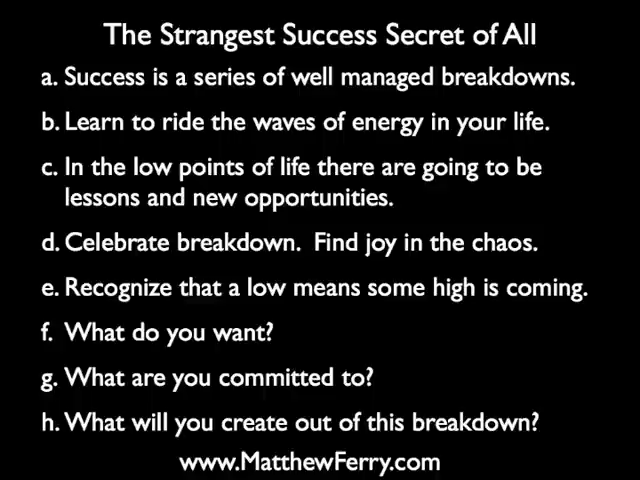 The Strangest Success Secret of All
a. Success is a series of well managed breakdowns.
b. Learn to ride the waves of energy in your life.
c. In the low points of life there are going to be
lessons and new opportunities.
d. Celebrate breakdown.  Find joy in the chaos.
e. Recognize that a low means some high is coming.
f. What do you want?
g. What are you committed to?
h. What will you create out of this breakdown?
www.MatthewFerry.com